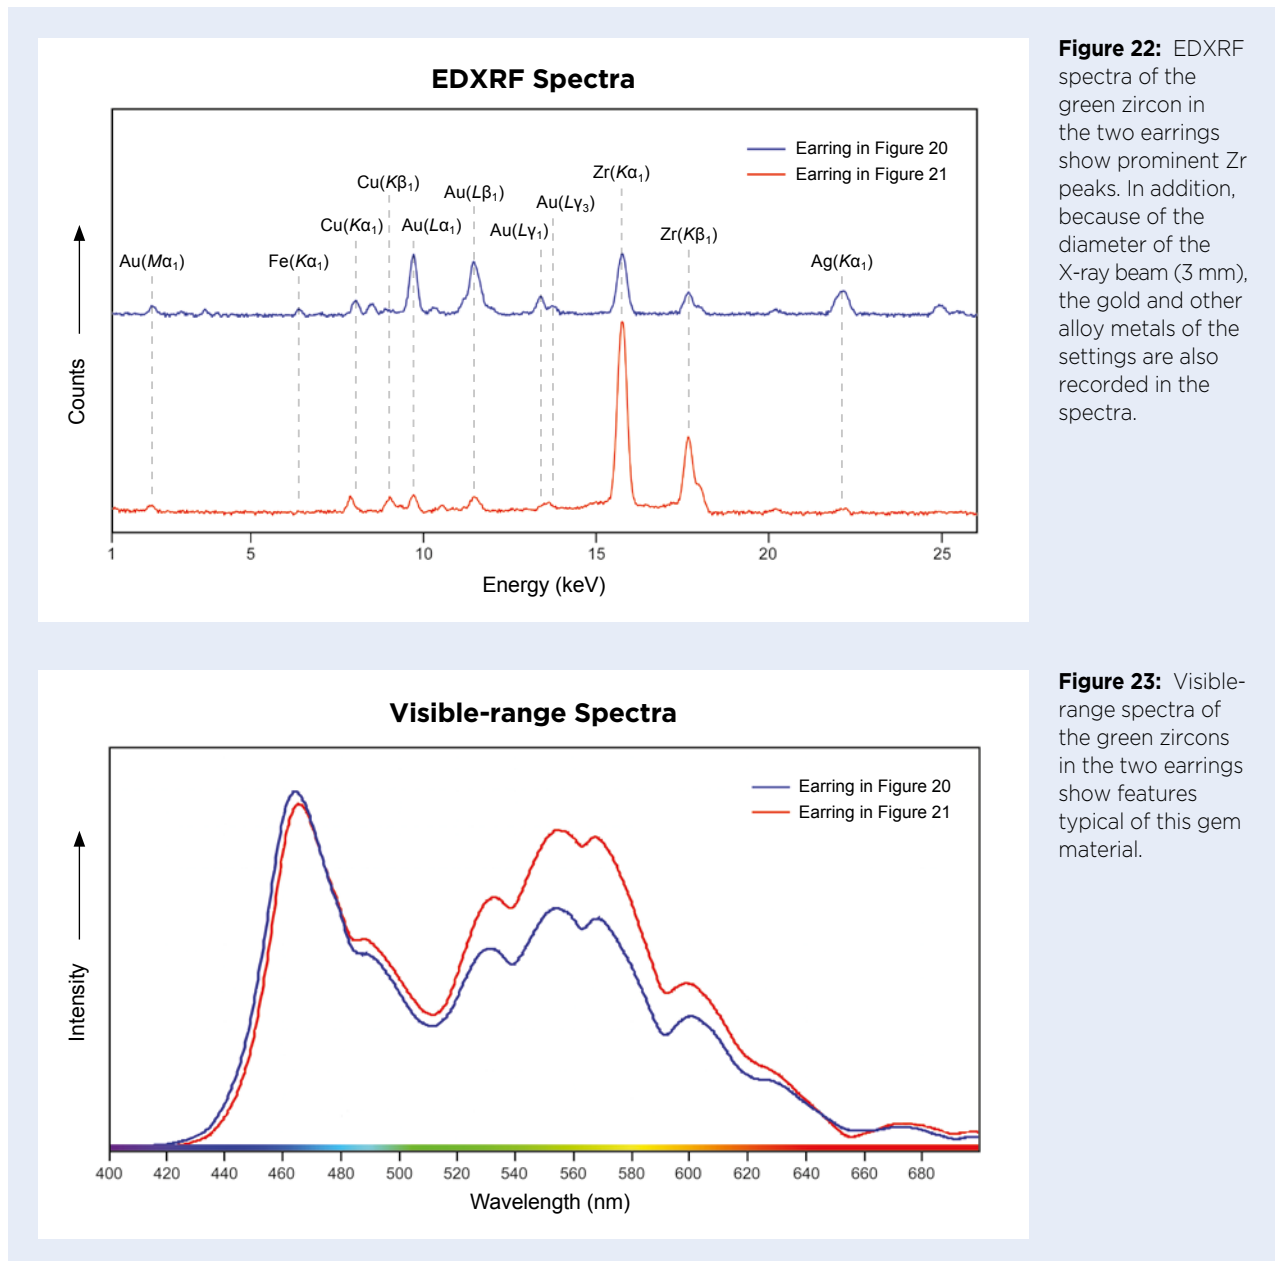 EDXRF Spectra
Earring in Figure 20
Earring in Figure 21
Zr(Kα₁)
Cu(Kβ₁)
Au(Lβ₁)
Au(Lγ₃)
Cu(Kα₁)
Au(Lα₁)
Au(Lγ₁)
Zr(Kβ₁)
Au(Mα₁)
Fe(Kα₁)
Ag(Kα₁)
Counts
1 5 10 15 20 25
Energy (keV)
Figure 22: EDXRF
spectra of the
green zircon in
the two earrings
show prominent Zr
peaks. In addition,
because of the
diameter of the
X-ray beam (3 mm),
the gold and other
alloy metals of the
settings are also
recorded in the
spectra.
Visible-range Spectra
Earring in Figure 20
Earring in Figure 21
Intensity
400 420 440 460 480 500 520 540 560 580 600 620 640 660 680
Wavelength (nm)
Figure 23: Visible-
range spectra of
the green zircons
in the two earrings
show features
typical of this gem
material.